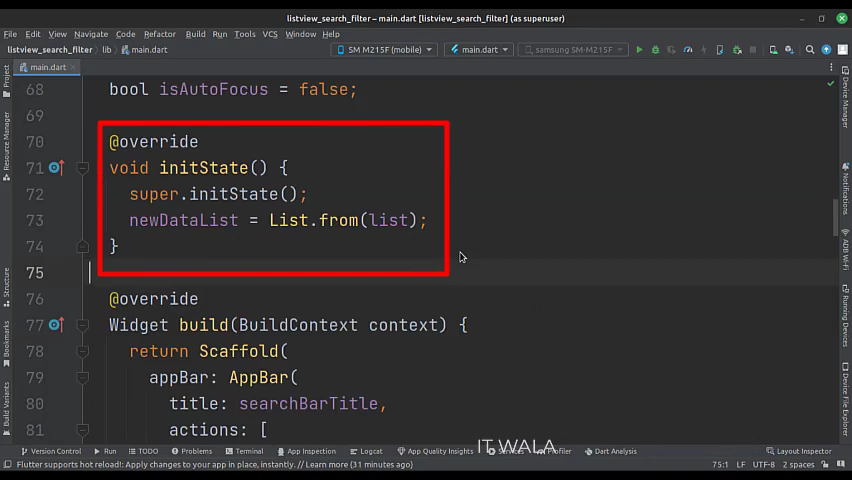 listview_search_filter – main.dart [listview_search_filter] (as superuser)
File Edit View Navigate Code Refactor Build Run Tools VCS Window Help
listview_search_filter lib main.dart SM M215F (mobile) main.dart samsung SM-M215F
main.dart
Project
Resource Manager
Structure
Bookmarks
Build Variants
68 bool isAutoFocus = false;
69
70 @override
71 void initState() {
72 super.initState();
73 newDataList = List.from(list);
74 }
75
76 @override
77 Widget build(BuildContext context) {
78 return Scaffold(
79 appBar: AppBar(
80 title: searchBarTitle,
81 actions: [
Device Manager
Notifications
ADB Wi-Fi
Running Devices
Device File Explorer
IT WALA
Version Control Run TODO Problems Terminal App Inspection Logcat App Quality Insights Services Profiler Dart Analysis Layout Inspector
Flutter supports hot reload!: Apply changes to your app in place, instantly. // Learn more (31 minutes ago) 75:1 LF UTF-8 2 spaces